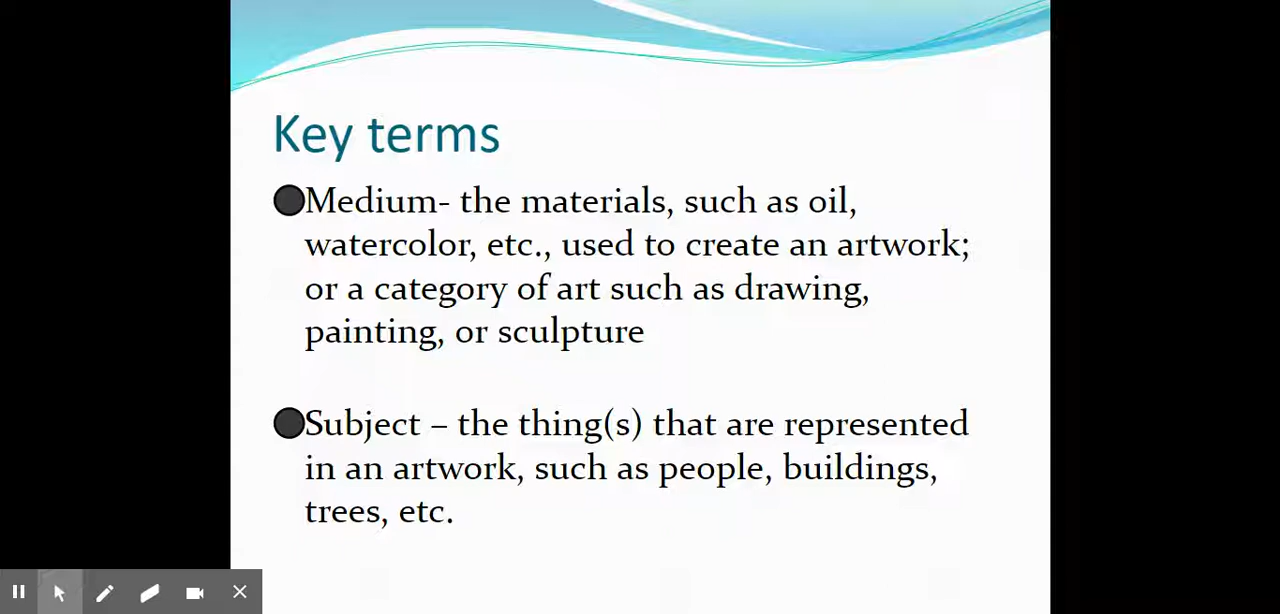 Key terms
Medium- the materials, such as oil,
watercolor, etc., used to create an artwork;
or a category of art such as drawing,
painting, or sculpture
Subject – the thing(s) that are represented
in an artwork, such as people, buildings,
trees, etc.